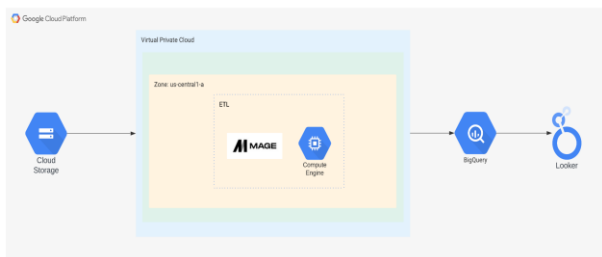 Google Cloud Platform
Virtual Private Cloud
Zone: us-central1-a
ETL
MAGE
Compute
Engine
Cloud
Storage
BigQuery
Looker